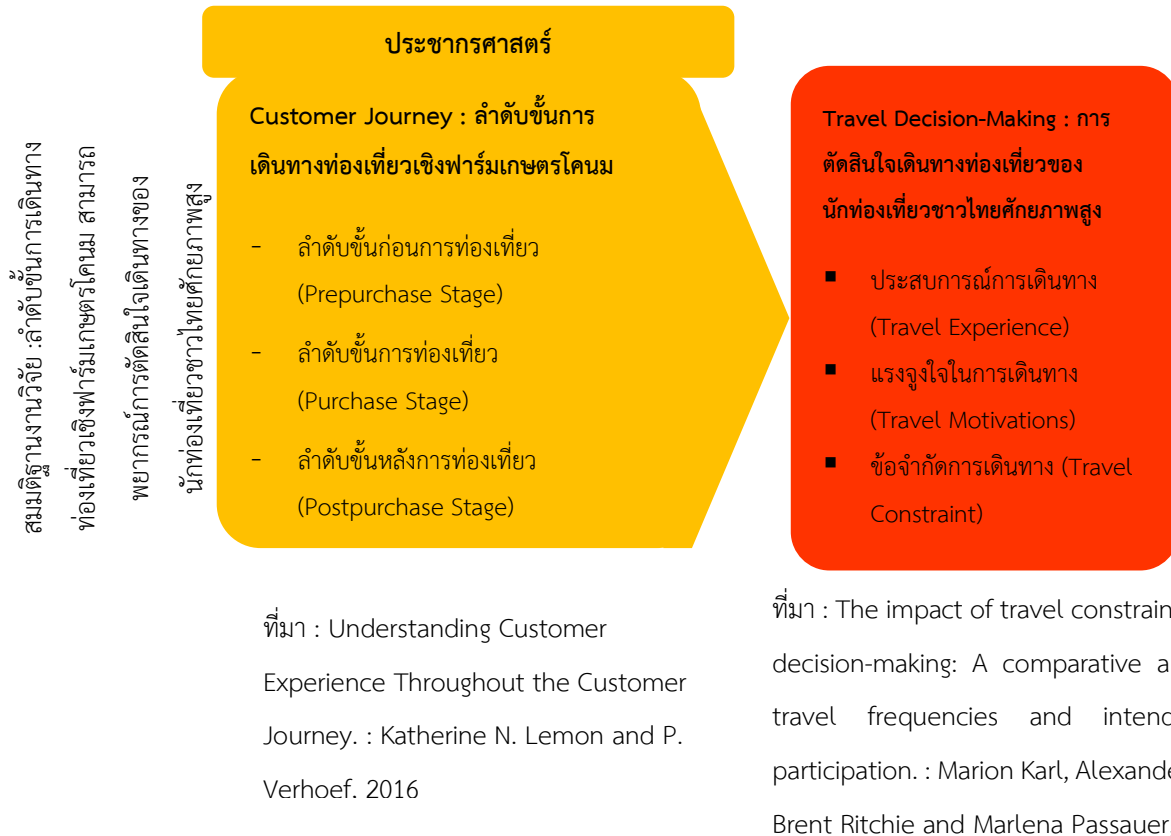 สมมติฐานงานวิจัย :ลำดับขั้นการเดินทาง
ท่องเที่ยวเชิงฟาร์มเกษตรโคนม สามารถ
พยากรณ์การตัดสินใจเดินทางของ
นักท่องเที่ยวชาวไทยศักยภาพสูง
ประชากรศาสตร์
Customer Journey : ลำดับขั้นการ
เดินทางท่องเที่ยวเชิงฟาร์มเกษตรโคนม
- ลำดับขั้นก่อนการท่องเที่ยว
(Prepurchase Stage)
- ลำดับขั้นการท่องเที่ยว
(Purchase Stage)
- ลำดับขั้นหลังการท่องเที่ยว
(Postpurchase Stage)
Travel Decision-Making : การ
ตัดสินใจเดินทางท่องเที่ยวของ
นักท่องเที่ยวชาวไทยศักยภาพสูง
▪ ประสบการณ์การเดินทาง
(Travel Experience)
▪ แรงจูงใจในการเดินทาง
(Travel Motivations)
▪ ข้อจำกัดการเดินทาง (Travel
Constraint)
ที่มา : Understanding Customer
Experience Throughout the Customer
Journey. : Katherine N. Lemon and P.
Verhoef. 2016
ที่มา : The impact of travel constrain
decision-making: A comparative a
travel frequencies and intend
participation. : Marion Karl, Alexande
Brent Ritchie and Marlena Passauer